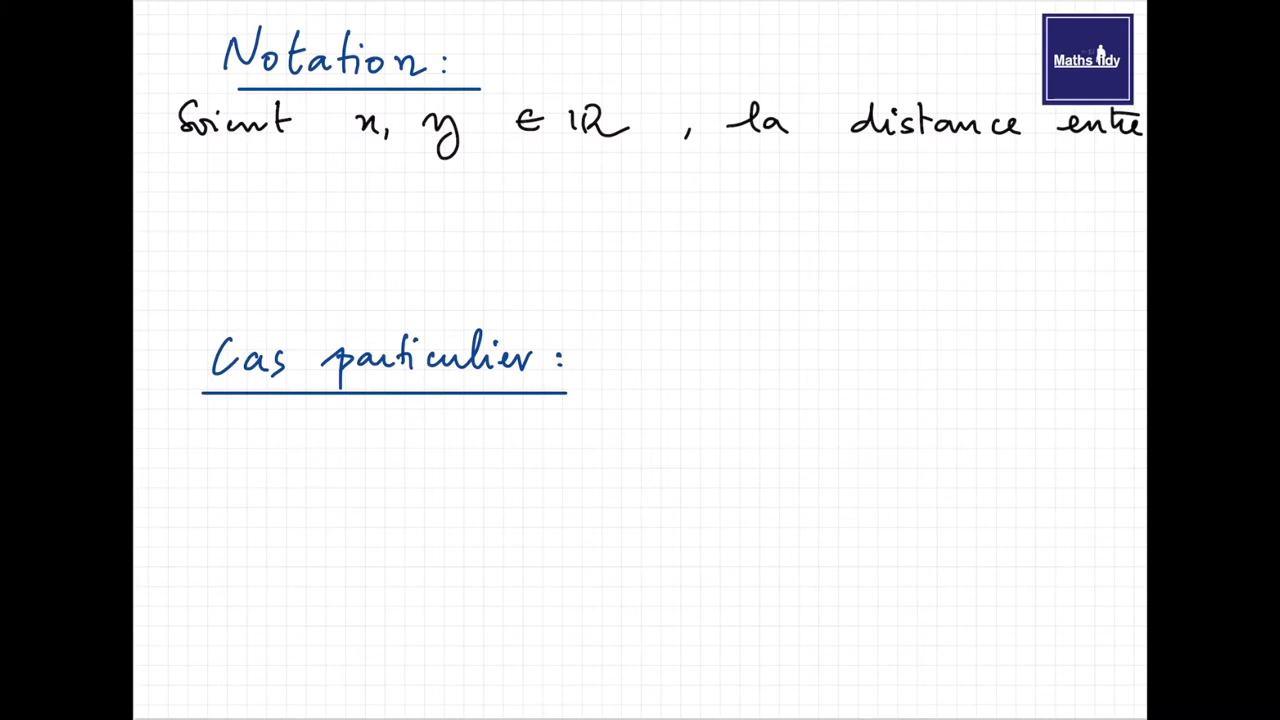 Notation:
Maths
Soient x, y ∈ ℝ, la distance entre
Cas particulier: